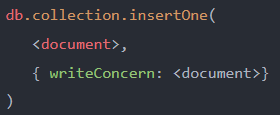 db.collection.insertOne(
<document>,
{ writeConcern: <document>}
)